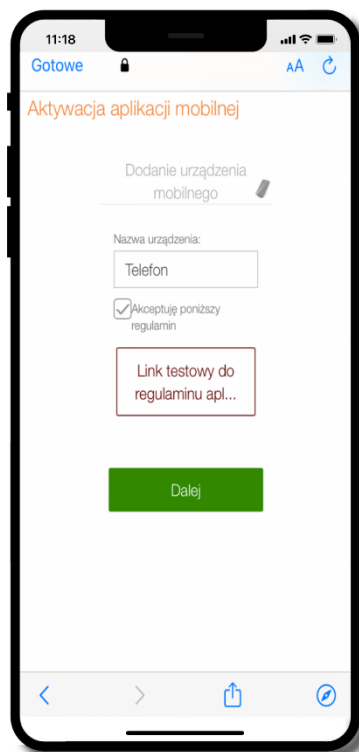 11:18
Gotowe
AA
Aktywacja aplikacji mobilnej
Dodanie urządzenia
mobilnego
Nazwa urządzenia:
Telefon
Akceptuję poniższy
regulamin
Link testowy do
regulaminu apl...
Dalej